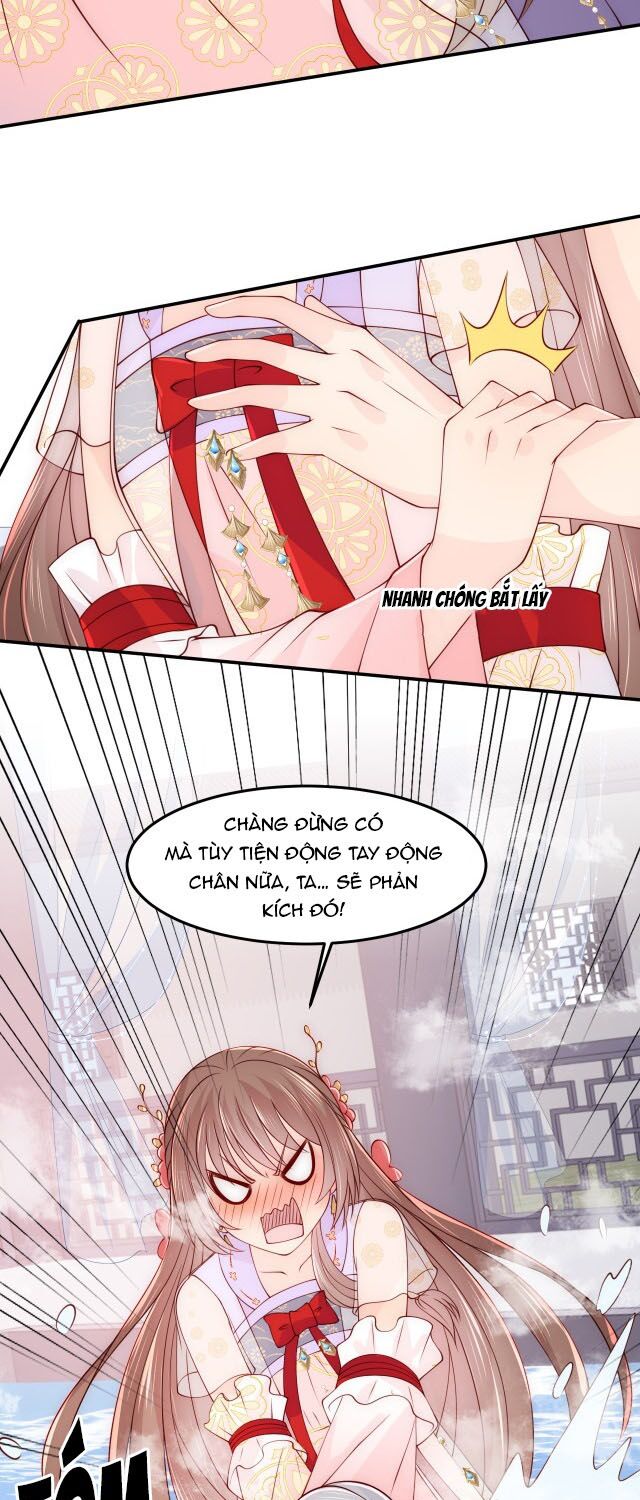 NHANH CHÓNG BẮT LẤY
CHÀNG ĐỪNG CÓ
MÀ TÙY TIỆN ĐỘNG TAY ĐỘNG
CHÂN NỮA, TA... SẼ PHẢN
KÍCH ĐÓ!
TÓM